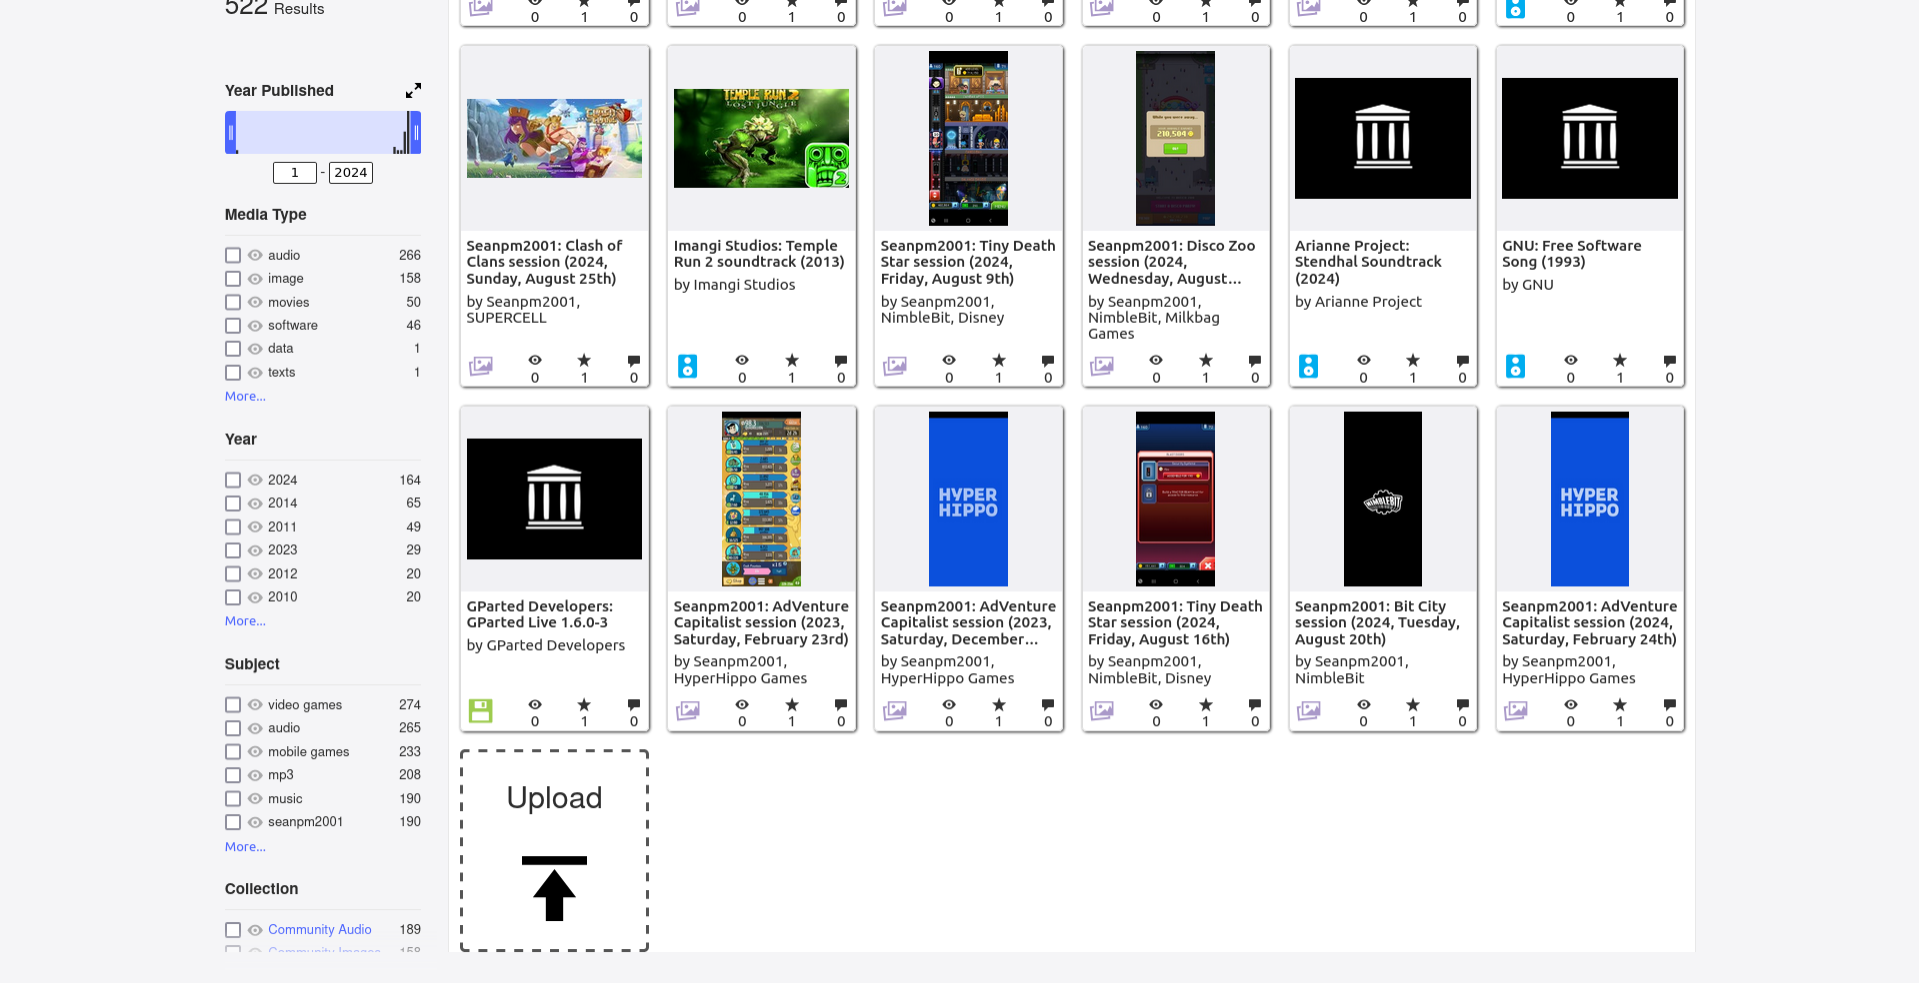 522 Results
Year Published
1 - 2024
Media Type
audio 266
image 158
movies 50
software 46
data 1
texts 1
More...
Year
2024 164
2014 65
2011 49
2023 29
2012 20
2010 20
More...
Subject
video games 274
audio 265
mobile games 233
mp3 208
music 190
seanpm2001 190
More...
Collection
Community Audio 189
Community Images 158
0 1 0
0 1 0
0 1 0
0 1 0
0 1 0
0 1 0
Seanpm2001: Clash of
Clans session (2024,
Sunday, August 25th)
by Seanpm2001,
SUPERCELL
0 1 0
TEMPLE RUN 2
LOST JUNGLE
2
Imangi Studios: Temple
Run 2 soundtrack (2013)
by Imangi Studios
0 1 0
Seanpm2001: Tiny Death
Star session (2024,
Friday, August 9th)
by Seanpm2001,
NimbleBit, Disney
0 1 0
While you were away...
210,504
Seanpm2001: Disco Zoo
session (2024,
Wednesday, August...
by Seanpm2001,
NimbleBit, Milkbag
Games
0 1 0
Arianne Project:
Stendhal Soundtrack
(2024)
by Arianne Project
0 1 0
GNU: Free Software
Song (1993)
by GNU
0 1 0
GParted Developers:
GParted Live 1.6.0-3
by GParted Developers
0 1 0
Seanpm2001: AdVenture
Capitalist session (2023,
Saturday, February 23rd)
by Seanpm2001,
HyperHippo Games
0 1 0
HYPER
HIPPO
Seanpm2001: AdVenture
Capitalist session (2023,
Saturday, December...
by Seanpm2001,
HyperHippo Games
0 1 0
Seanpm2001: Tiny Death
Star session (2024,
Friday, August 16th)
by Seanpm2001,
NimbleBit, Disney
0 1 0
NIMBLEBIT
Seanpm2001: Bit City
session (2024, Tuesday,
August 20th)
by Seanpm2001,
NimbleBit
0 1 0
HYPER
HIPPO
Seanpm2001: AdVenture
Capitalist session (2024,
Saturday, February 24th)
by Seanpm2001,
HyperHippo Games
0 1 0
Upload